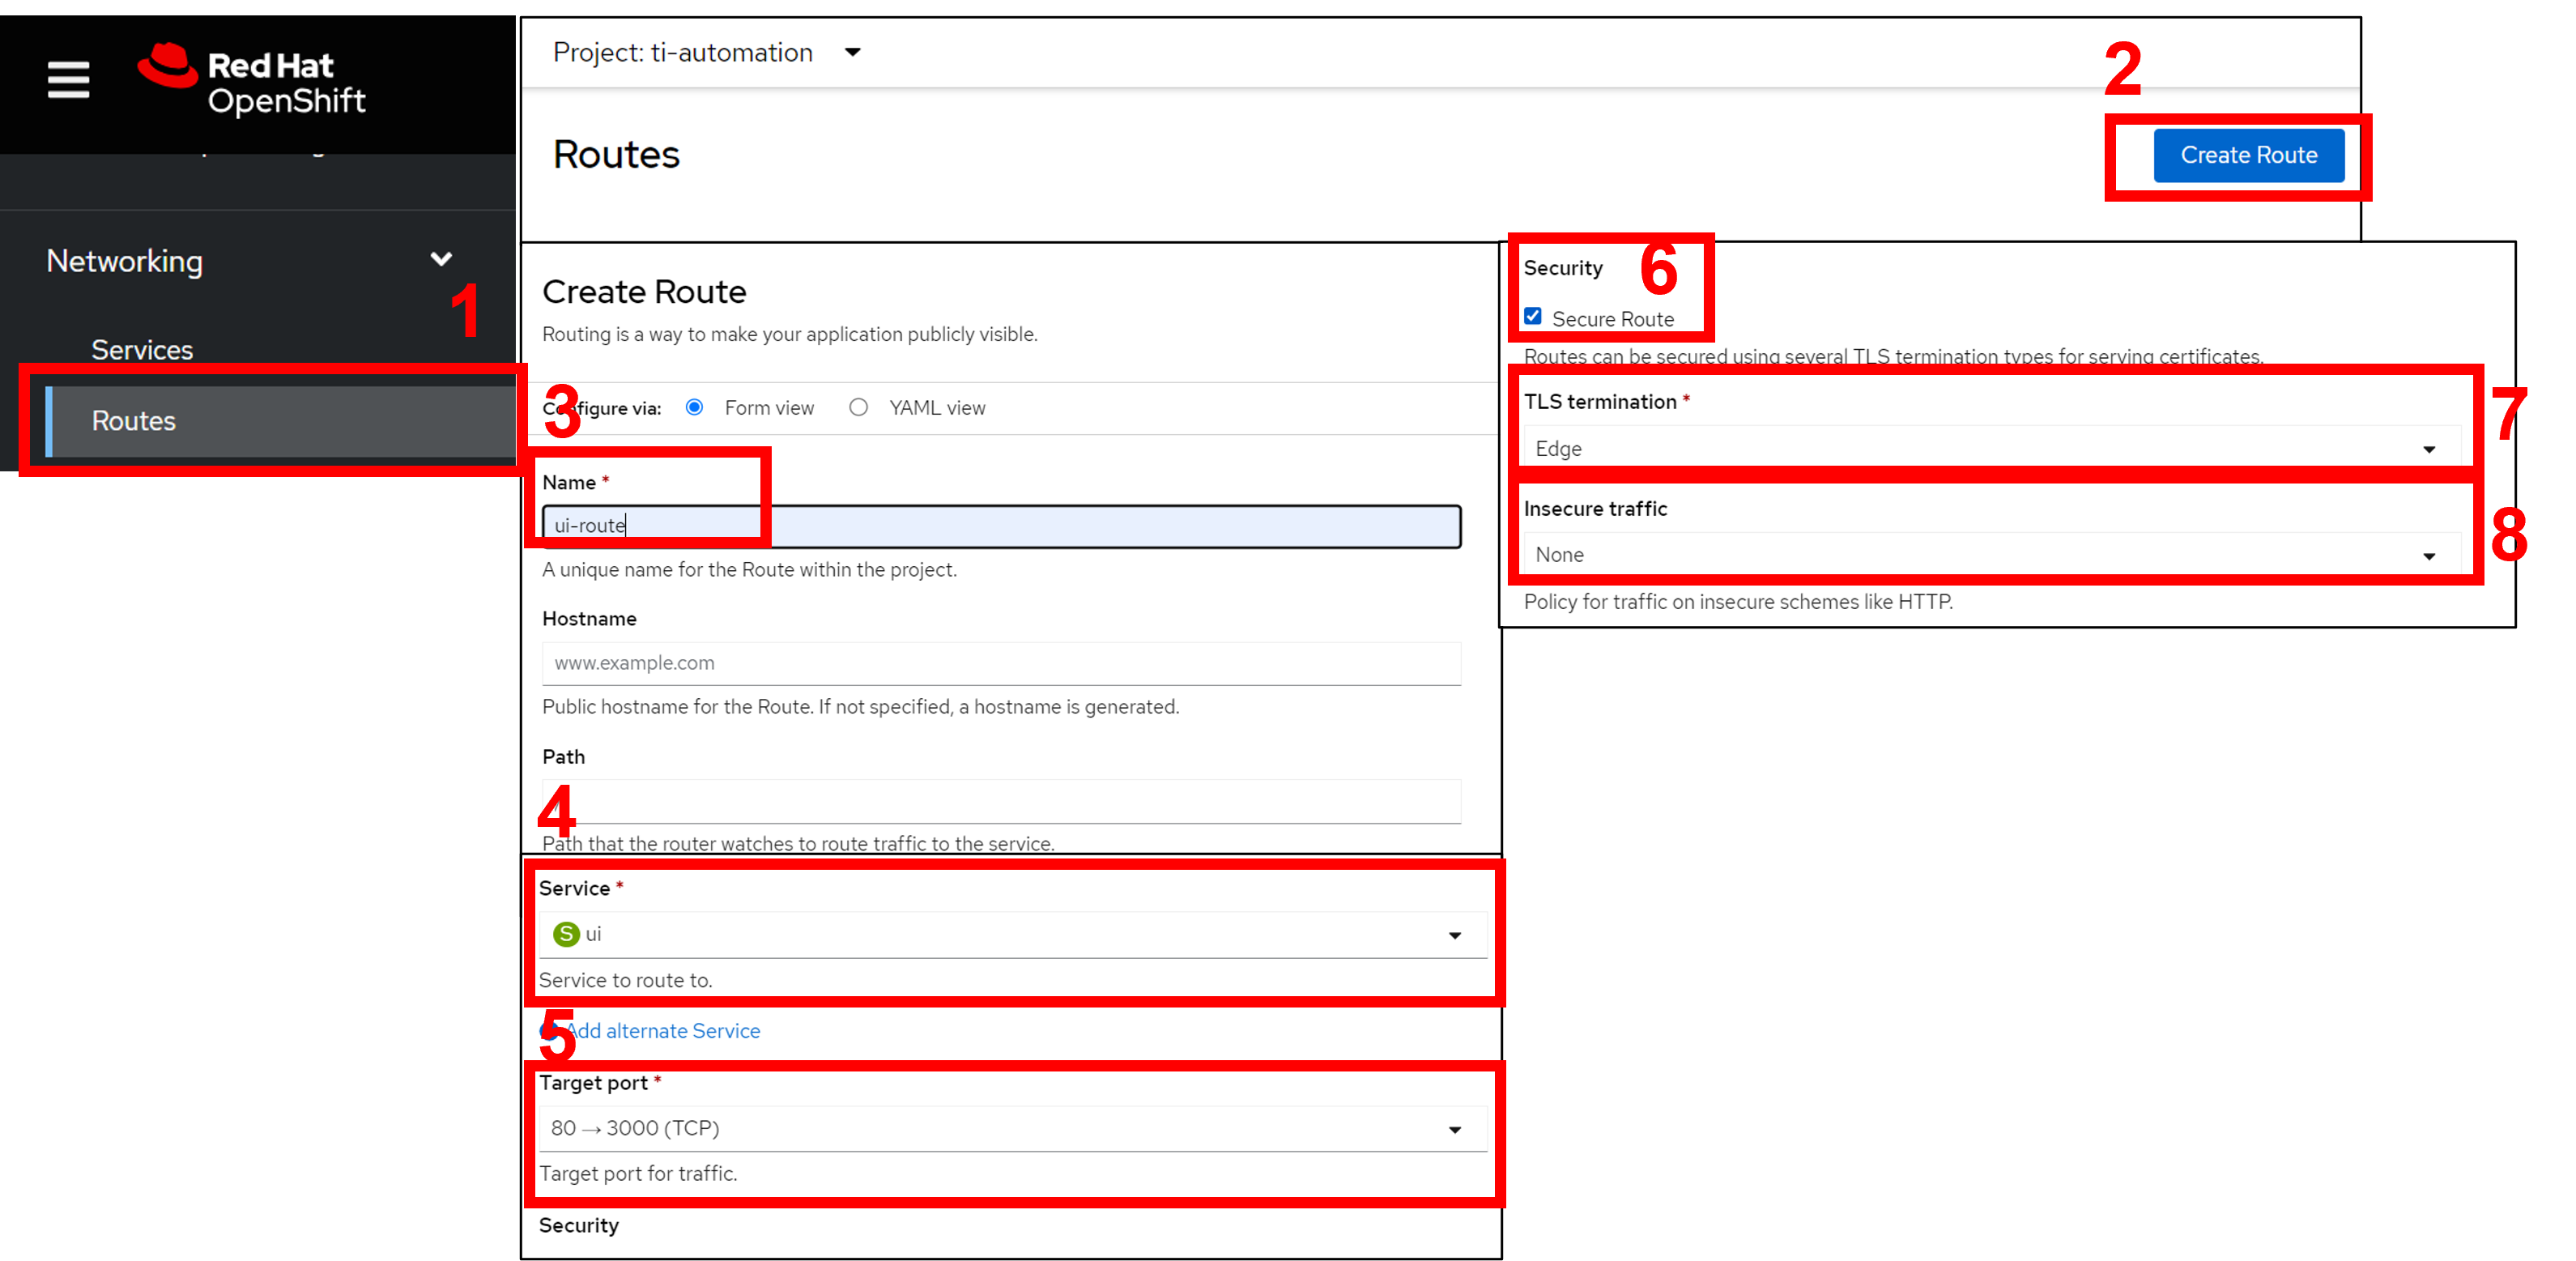 Red Hat
OpenShift
Networking
1
Services
Routes
Project: ti-automation
2
Routes
Create Route
Create Route
Routing is a way to make your application publicly visible.
3
Configure via:
Form view
YAML view
Name *
ui-route
A unique name for the Route within the project.
Hostname
www.example.com
Public hostname for the Route. If not specified, a hostname is generated.
Path
4
Path that the router watches to route traffic to the service.
Service *
S ui
Service to route to.
5
Add alternate Service
Target port *
80 → 3000 (TCP)
Target port for traffic.
Security
Security
6
Secure Route
Routes can be secured using several TLS termination types for serving certificates.
TLS termination *
7
Edge
Insecure traffic
8
None
Policy for traffic on insecure schemes like HTTP.